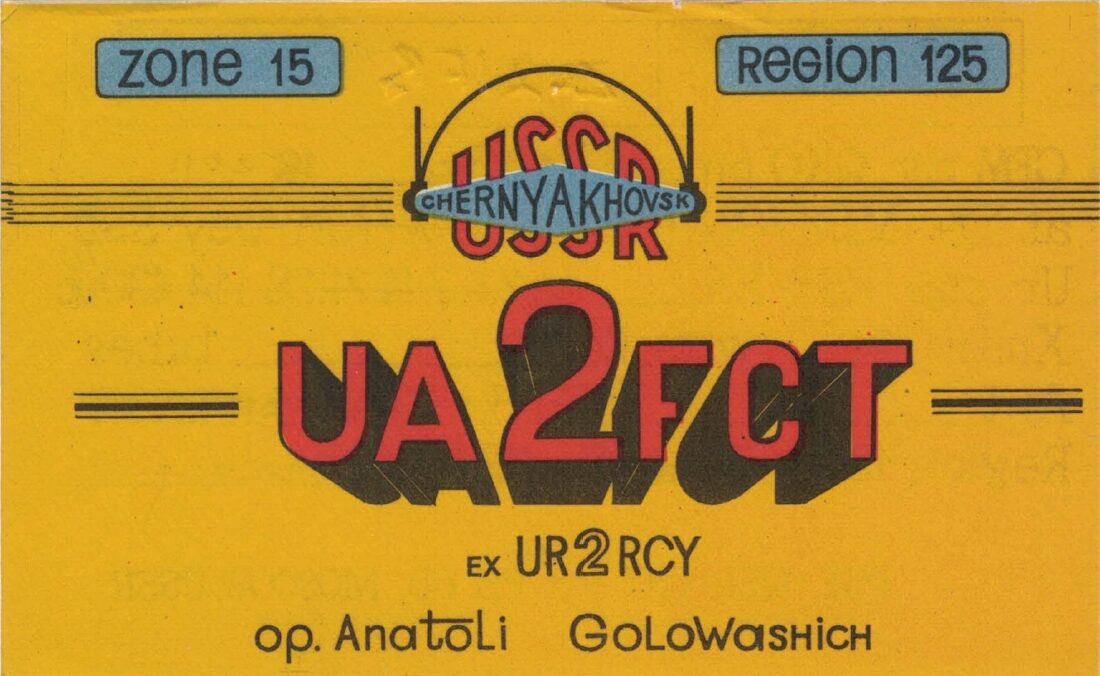 Zone 15
Region 125
USSR
CHERNYAKHOVSK
UA2FCT
EX UR2RCY
op. Anatoli GoLoWasHicH